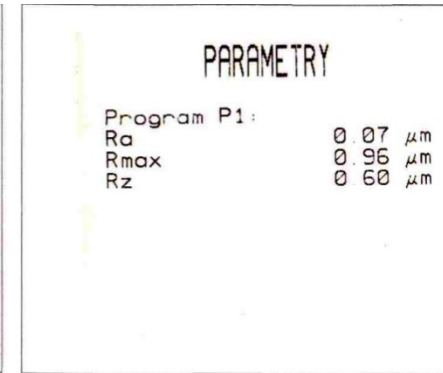 PARAMETRY
Program P1:
Ra 0.07 µm
Rmax 0.96 µm
Rz 0.60 µm